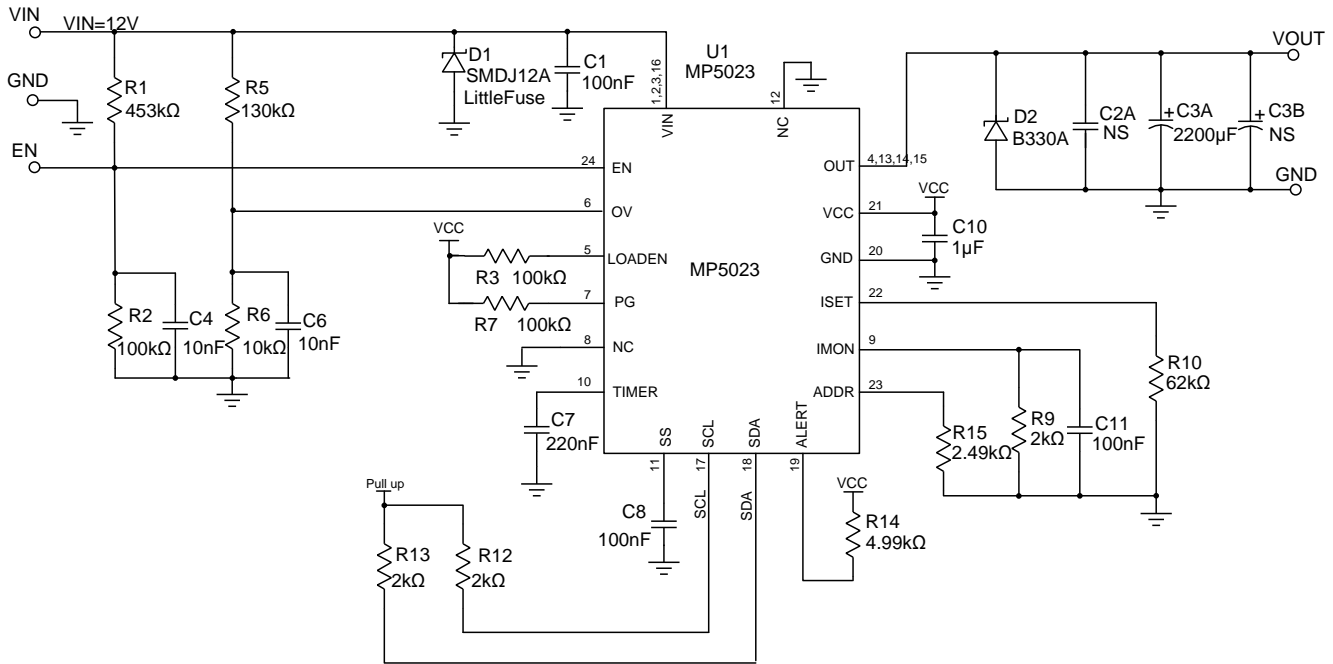 VIN
VIN=12V
GND
EN
R1
453kΩ
R5
130kΩ
D1
SMDJ12A
LittleFuse
C1
100nF
U1
MP5023
1,2,3,16
VIN
12
NC
VOUT
D2
B330A
C2A
NS
C3A
2200µF
C3B
NS
GND
24
EN
OUT
4,13,14,15
6
OV
VCC
21
VCC
C10
1µF
VCC
5
LOADEN
R3
100kΩ
MP5023
GND
20
7
PG
R7
100kΩ
ISET
22
R2
100kΩ
C4
10nF
R6
10kΩ
C6
10nF
8
NC
IMON
9
R10
62kΩ
10
TIMER
ADDR
23
C7
220nF
SS
SCL
SDA
ALERT
11
17
18
19
R15
2.49kΩ
R9
2kΩ
C11
100nF
Pull up
SCL
SDA
VCC
C8
100nF
R14
4.99kΩ
R13
2kΩ
R12
2kΩ